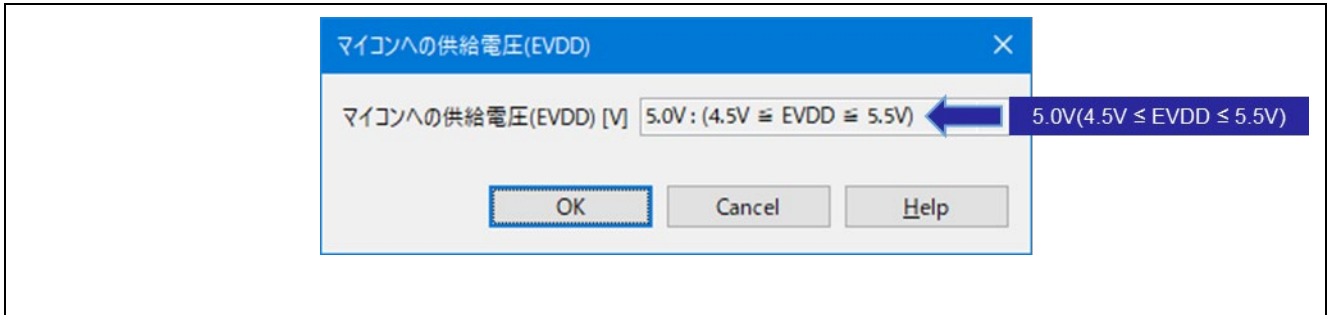 マイコンへの供給電圧(EVDD)
マイコンへの供給電圧(EVDD) [V] 5.0V : (4.5V ≦ EVDD ≦ 5.5V)
5.0V(4.5V ≤ EVDD ≤ 5.5V)
OK Cancel Help